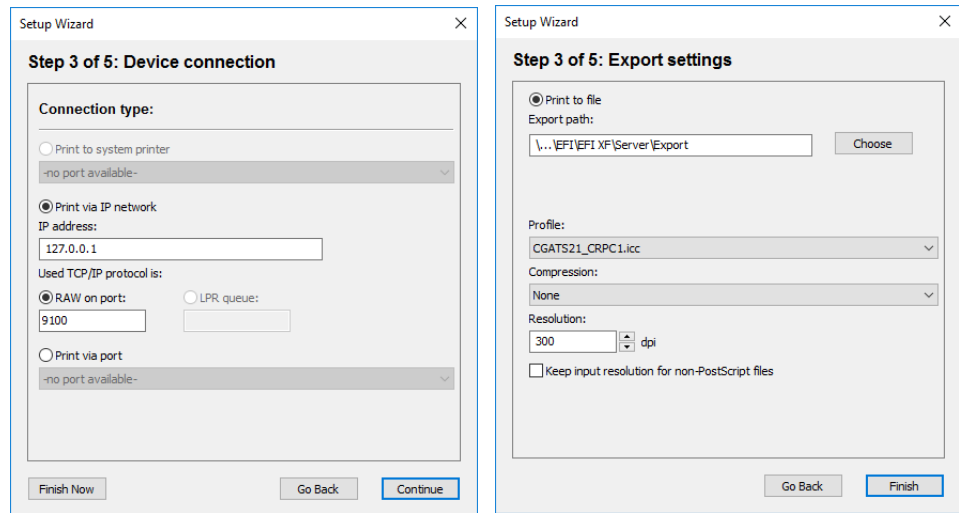 Setup Wizard
Step 3 of 5: Device connection
Connection type:
Print to system printer
-no port available-
Print via IP network
IP address:
127.0.0.1
Used TCP/IP protocol is:
RAW on port: LPR queue:
9100
Print via port
-no port available-
Finish Now Go Back Continue
Setup Wizard
Step 3 of 5: Export settings
Print to file
Export path:
\...\EFI\EFI XF\Server\Export Choose
Profile:
CGATS21_CRPC1.icc
Compression:
None
Resolution:
300 dpi
Keep input resolution for non-PostScript files
Go Back Finish